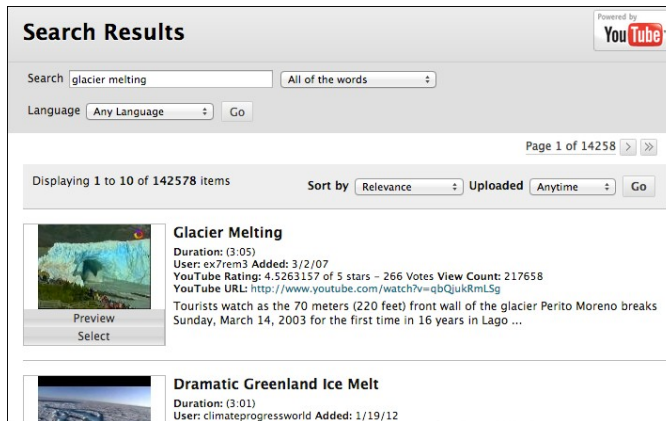 Search Results
Powered by
YouTube
Search glacier melting All of the words
Language Any Language Go
Page 1 of 14258 > »
Displaying 1 to 10 of 142578 items Sort by Relevance Uploaded Anytime Go
Glacier Melting
Duration: (3:05)
User: ex7rem3 Added: 3/2/07
YouTube Rating: 4.5263157 of 5 stars - 266 Votes View Count: 217658
YouTube URL: http://www.youtube.com/watch?v=qbQjukRmLSg
Tourists watch as the 70 meters (220 feet) front wall of the glacier Perito Moreno breaks
Sunday, March 14, 2003 for the first time in 16 years in Lago ...
Preview
Select
Dramatic Greenland Ice Melt
Duration: (3:01)
User: climateprogressworld Added: 1/19/12